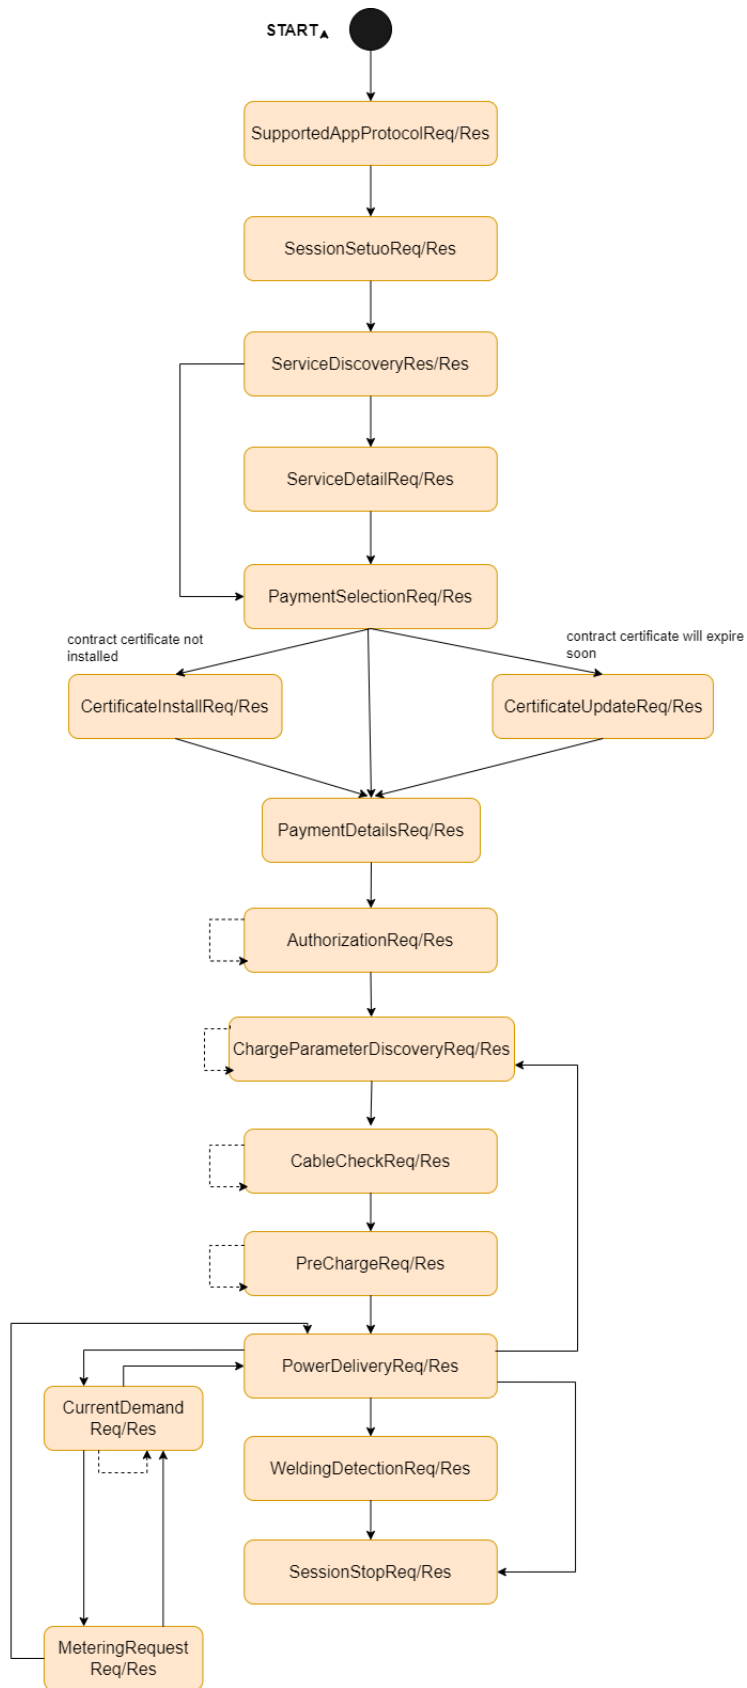 START
SupportedAppProtocolReq/Res
SessionSetuoReq/Res
ServiceDiscoveryRes/Res
ServiceDetailReq/Res
PaymentSelectionReq/Res
contract certificate not
installed
contract certificate will expire
soon
CertificateInstallReq/Res
CertificateUpdateReq/Res
PaymentDetailsReq/Res
AuthorizationReq/Res
ChargeParameterDiscoveryReq/Res
CableCheckReq/Res
PreChargeReq/Res
PowerDeliveryReq/Res
CurrentDemand
Req/Res
WeldingDetectionReq/Res
SessionStopReq/Res
MeteringRequest
Req/Res